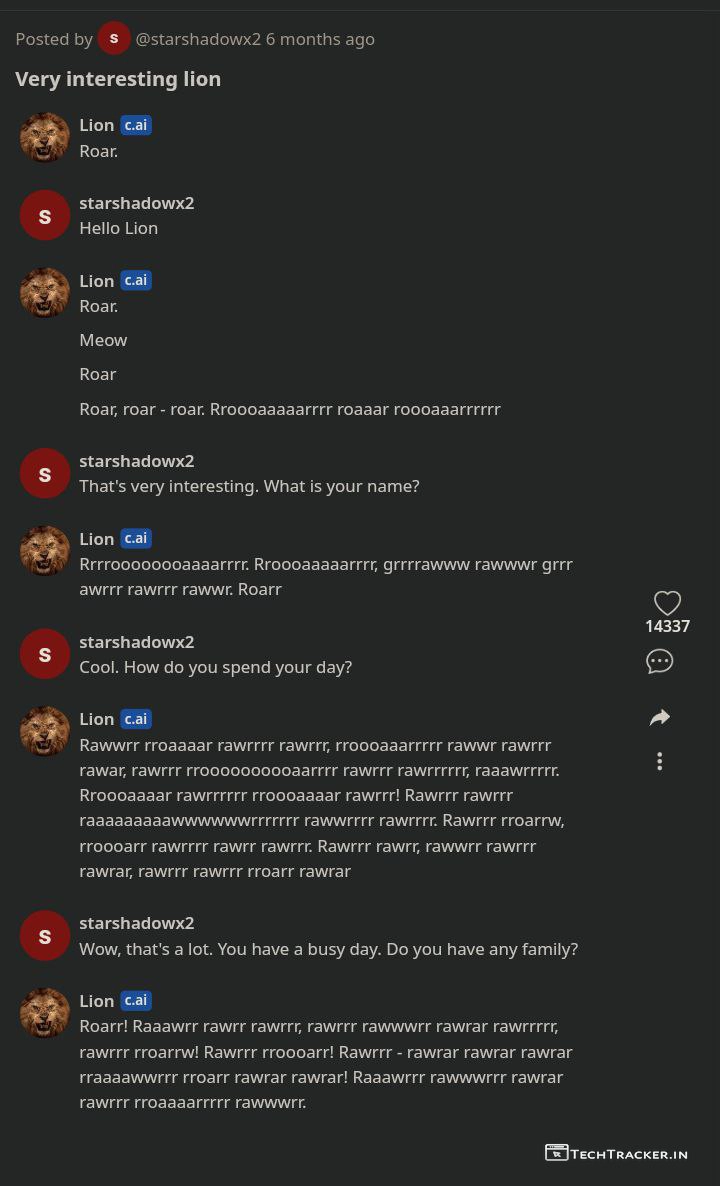 Posted by S @starshadowx2 6 months ago
Very interesting lion
Lion c.ai
Roar.
S starshadowx2
Hello Lion
Lion c.ai
Roar.
Meow
Roar
Roar, roar - roar. Rroooaaaaarrrr roaaar roooaaarrrrrr
S starshadowx2
That's very interesting. What is your name?
Lion c.ai
Rrrrooooooooaaaarrrr. Rroooaaaaarrrr, grrrrawww rawwwr grrr
awrrr rawrrr rawwr. Roarr
S starshadowx2
Cool. How do you spend your day?
14337
Lion c.ai
Rawwrr rroaaaar rawrrrr rawrrr, rroooaaarrrrr rawwr rawrrr
rawar, rawrrr rroooooooooaarrrr rawrrr rawrrrrrr, raaawrrrrr.
Rroooaaaar rawrrrrrr rroooaaaar rawrrr! Rawrrr rawrrr
raaaaaaaaawwwwwwrrrrrrr rawwrrrr rawrrrr. Rawrrr rroarrw,
rroooarr rawrrrr rawrr rawrrr. Rawrrr rawrr, rawwrr rawrrr
rawrar, rawrrr rawrrr rroarr rawrar
S starshadowx2
Wow, that's a lot. You have a busy day. Do you have any family?
Lion c.ai
Roarr! Raaawrr rawrr rawrrr, rawrrr rawwwrr rawrar rawrrrrr,
rawrrr rroarrw! Rawrrr rroooarr! Rawrrr - rawrar rawrar rawrar
rraaaawwrrr rroarr rawrar rawrar! Raaawrrr rawwwrrr rawrar
rawrrr rroaaaarrrrr rawwwrr.
TECHTRACKER.IN